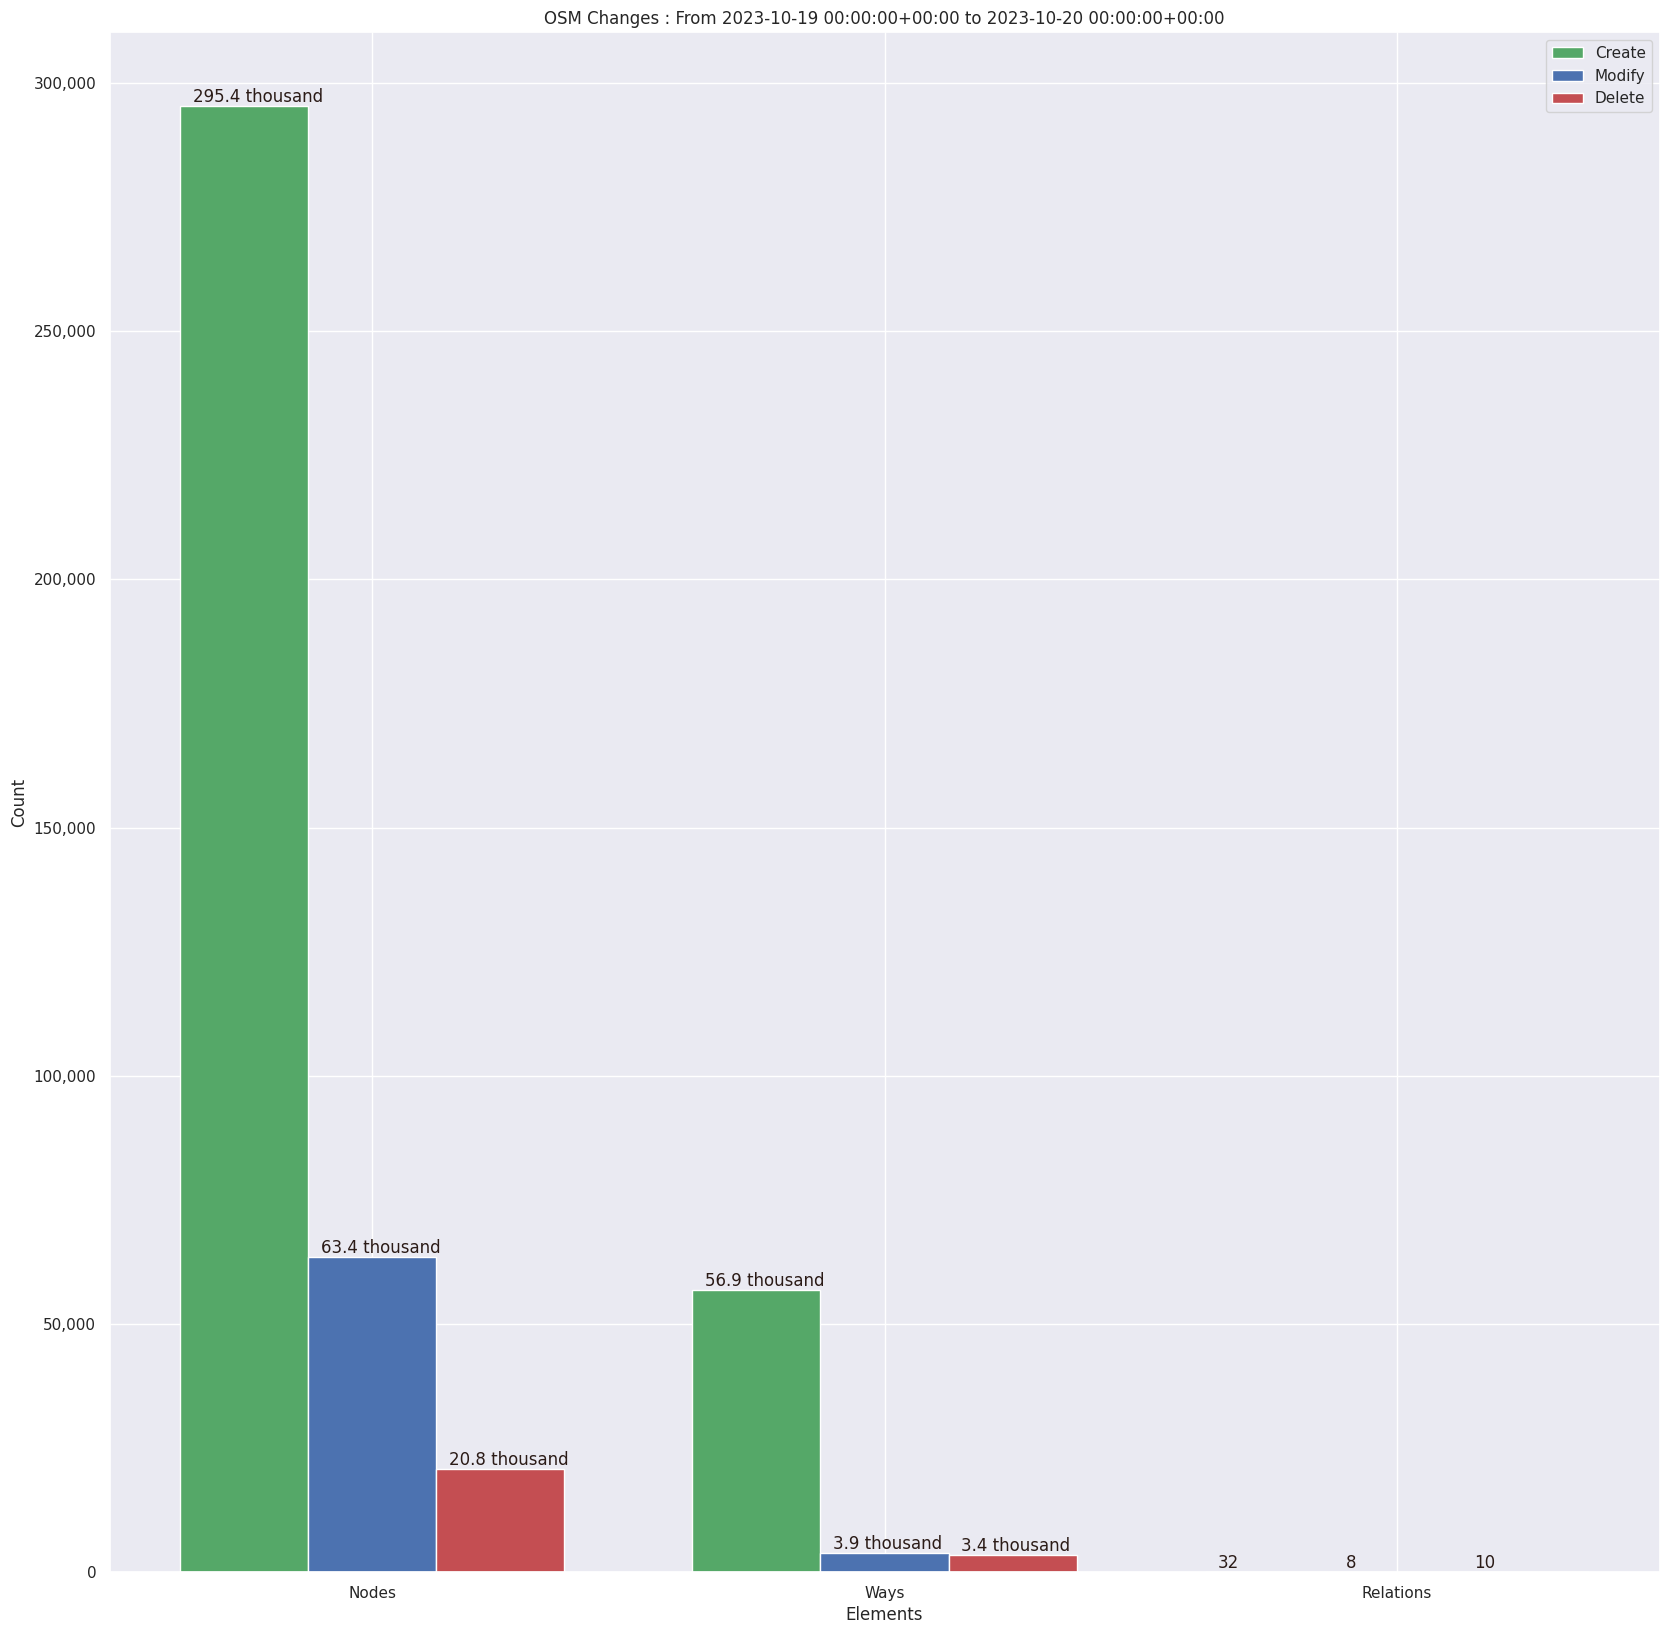 OSM Changes : From 2023-10-19 00:00:00+00:00 to 2023-10-20 00:00:00+00:00
Create
Modify
Delete
300,000
250,000
200,000
150,000
100,000
50,000
0
Count
295.4 thousand
63.4 thousand
20.8 thousand
56.9 thousand
3.9 thousand
3.4 thousand
32
8
10
Nodes
Ways
Relations
Elements